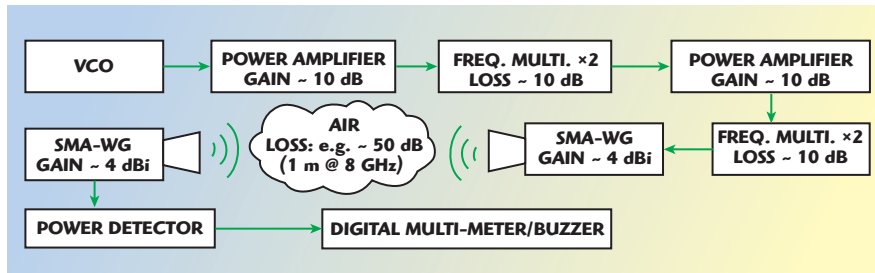 VCO
POWER AMPLIFIER
GAIN ~ 10 dB
FREQ. MULTI. ×2
LOSS ~ 10 dB
POWER AMPLIFIER
GAIN ~ 10 dB
SMA-WG
GAIN ~ 4 dBi
AIR
LOSS: e.g. ~ 50 dB
(1 m @ 8 GHz)
SMA-WG
GAIN ~ 4 dBi
FREQ. MULTI. ×2
LOSS ~ 10 dB
POWER DETECTOR
DIGITAL MULTI-METER/BUZZER